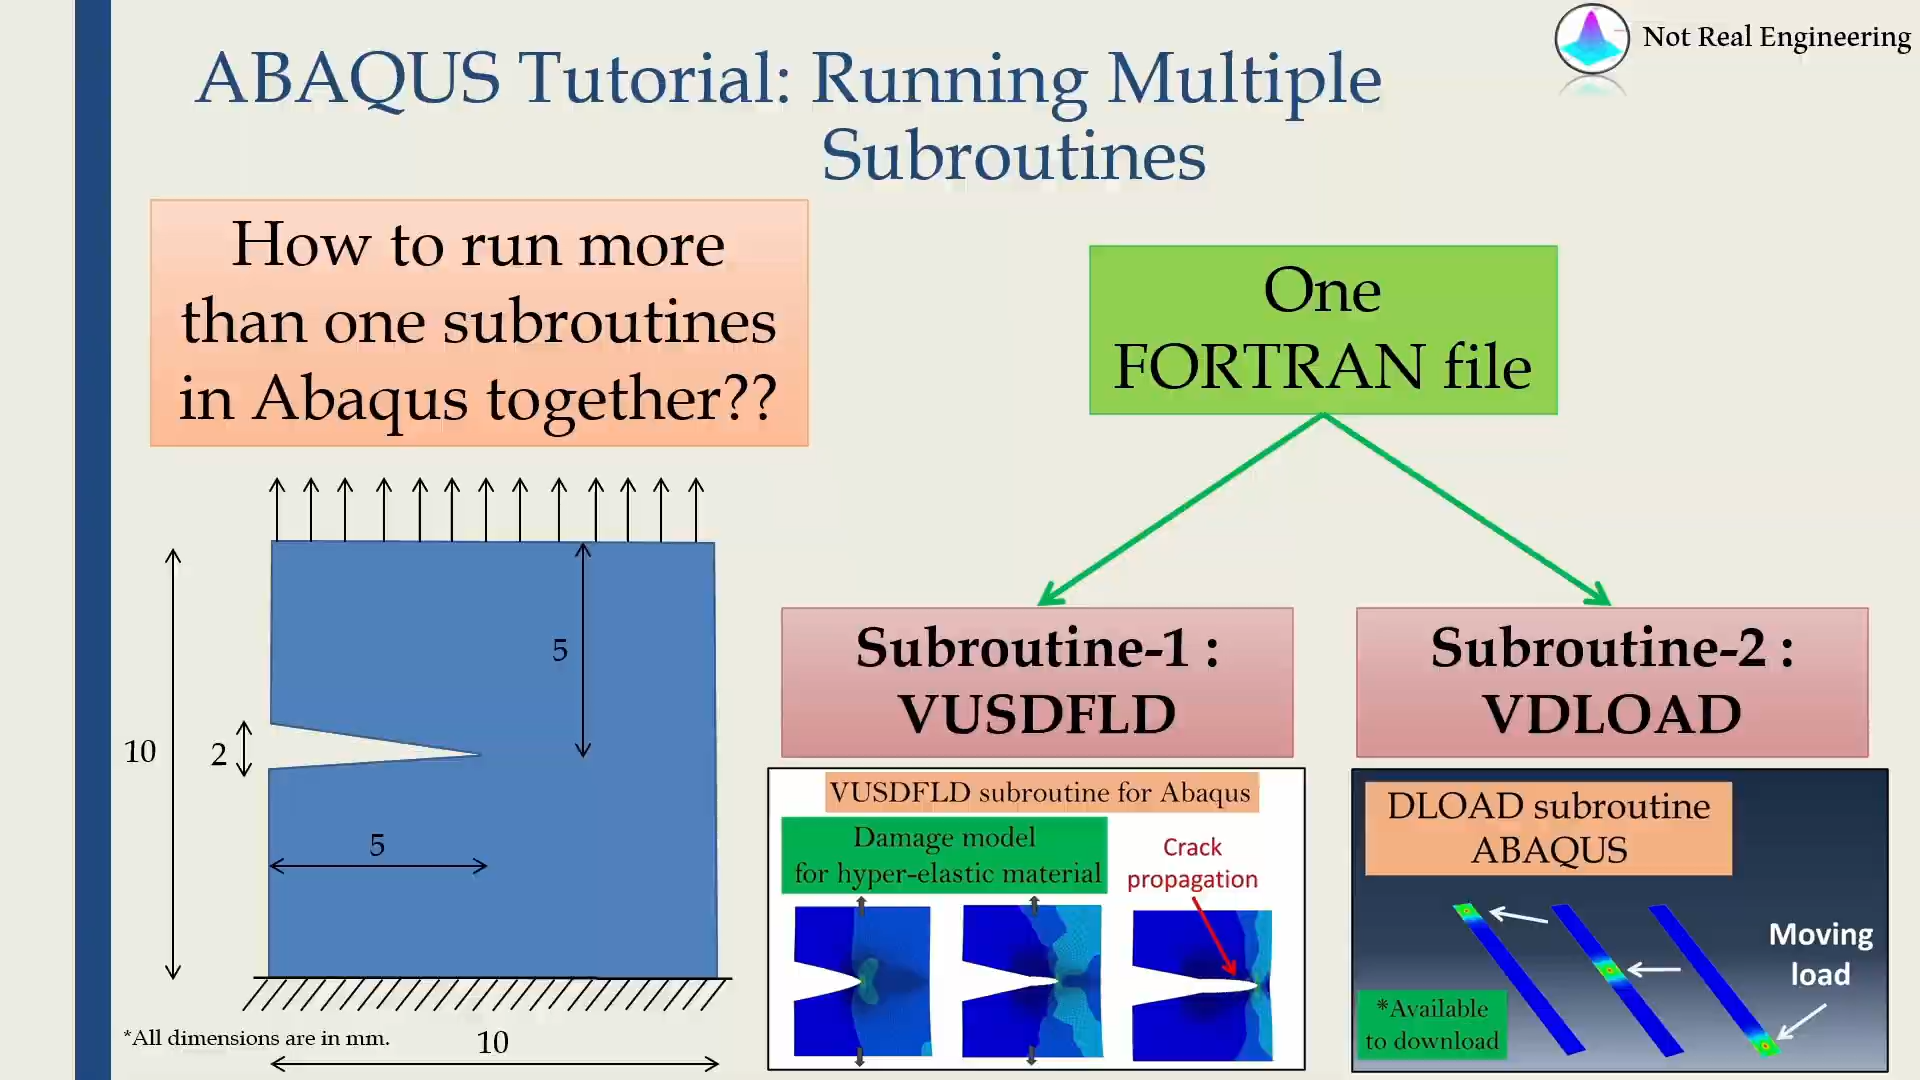 Not Real Engineering
ABAQUS Tutorial: Running Multiple
Subroutines
How to run more
than one subroutines
in Abaqus together??
One
FORTRAN file
5
10
2
5
*All dimensions are in mm.
10
Subroutine-1 :
VUSDFLD
Subroutine-2 :
VDLOAD
VUSDFLD subroutine for Abaqus
Damage model
for hyper-elastic material
Crack
propagation
DLOAD subroutine
ABAQUS
Moving
load
*Available
to download